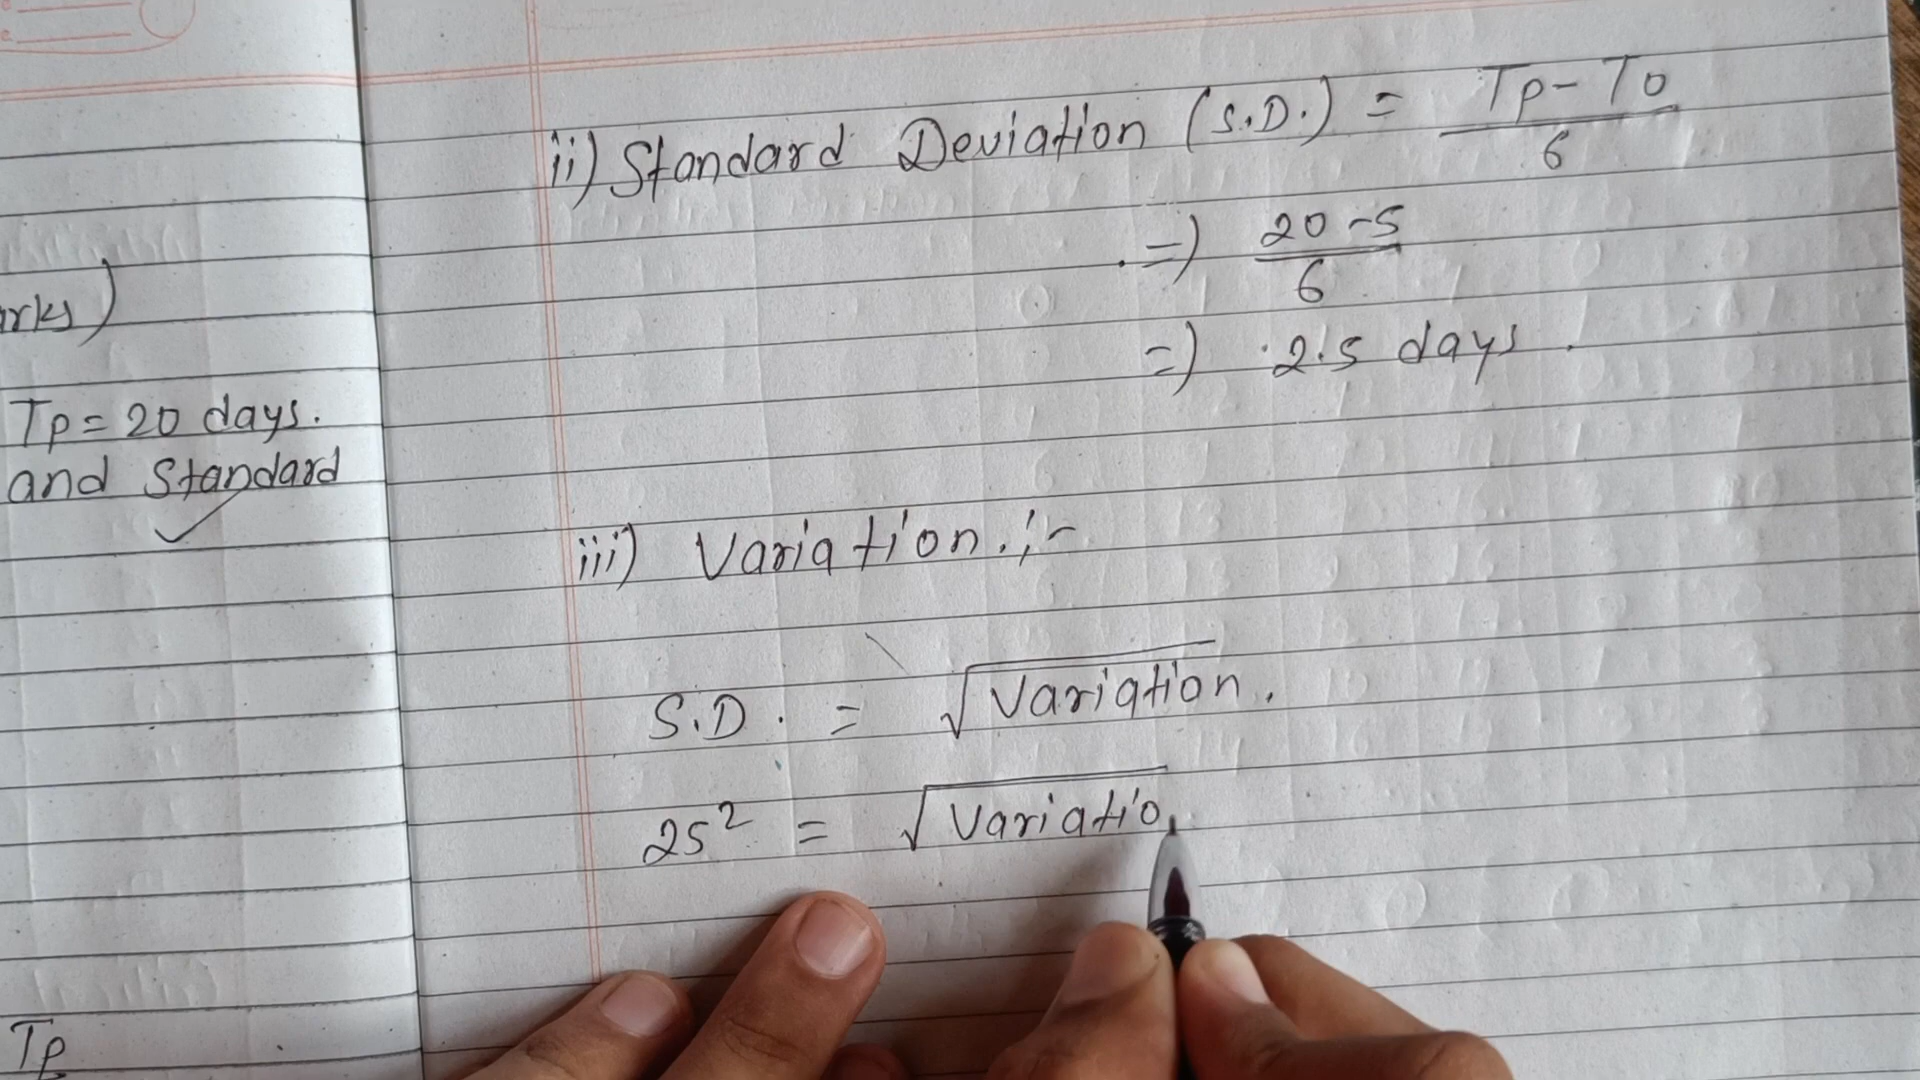 rks)
Tp = 20 days.
and Standard
Tp
ii) Standard Deviation (S.D.) = Tp - To
6
=) 20 - 5
6
=) 2.5 days.
iii) Variation. :-
S.D. = √Variation.
25² = √Variatio